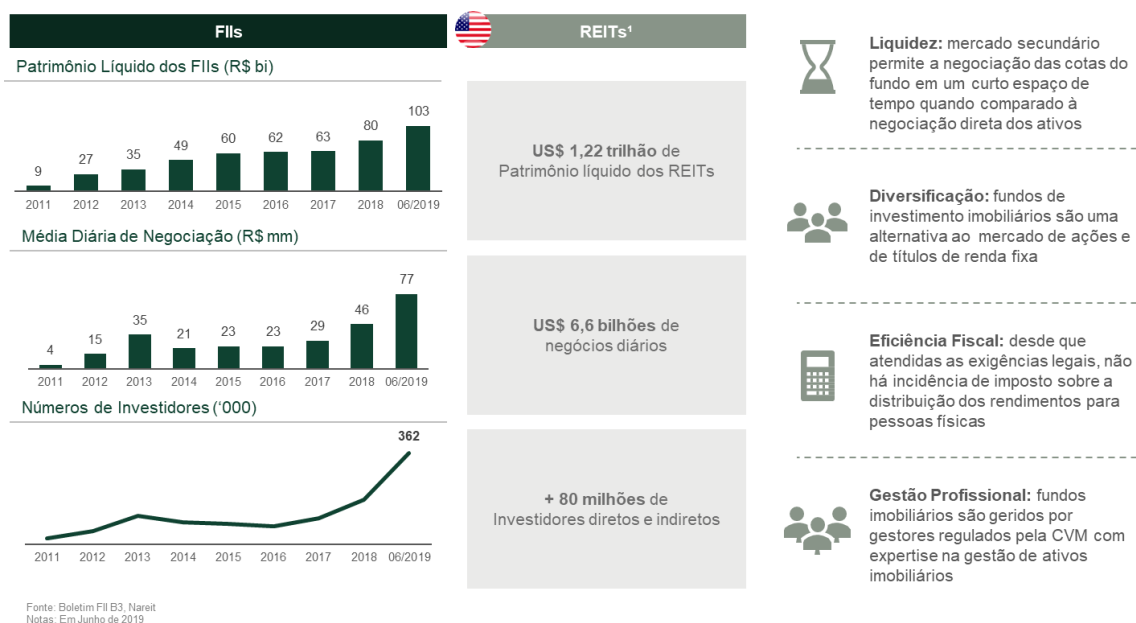 FIIs
Patrimônio Líquido dos FIIs (R$ bi)
9 27 35 49 60 62 63 80 103
2011 2012 2013 2014 2015 2016 2017 2018 06/2019
Média Diária de Negociação (R$ mm)
4 15 35 21 23 23 29 46 77
2011 2012 2013 2014 2015 2016 2017 2018 06/2019
Números de Investidores (‘000)
362
2011 2012 2013 2014 2015 2016 2017 2018 06/2019
Fonte: Boletim FII B3, Nareit
Notas: Em Junho de 2019
REITs¹
US$ 1,22 trilhão de
Patrimônio líquido dos REITs
US$ 6,6 bilhões de
negócios diários
+ 80 milhões de
Investidores diretos e indiretos
Liquidez: mercado secundário
permite a negociação das cotas do
fundo em um curto espaço de
tempo quando comparado à
negociação direta dos ativos
Diversificação: fundos de
investimento imobiliários são uma
alternativa ao mercado de ações e
de títulos de renda fixa
Eficiência Fiscal: desde que
atendidas as exigências legais, não
há incidência de imposto sobre a
distribuição dos rendimentos para
pessoas físicas
Gestão Profissional: fundos
imobiliários são geridos por
gestores regulados pela CVM com
expertise na gestão de ativos
imobiliários